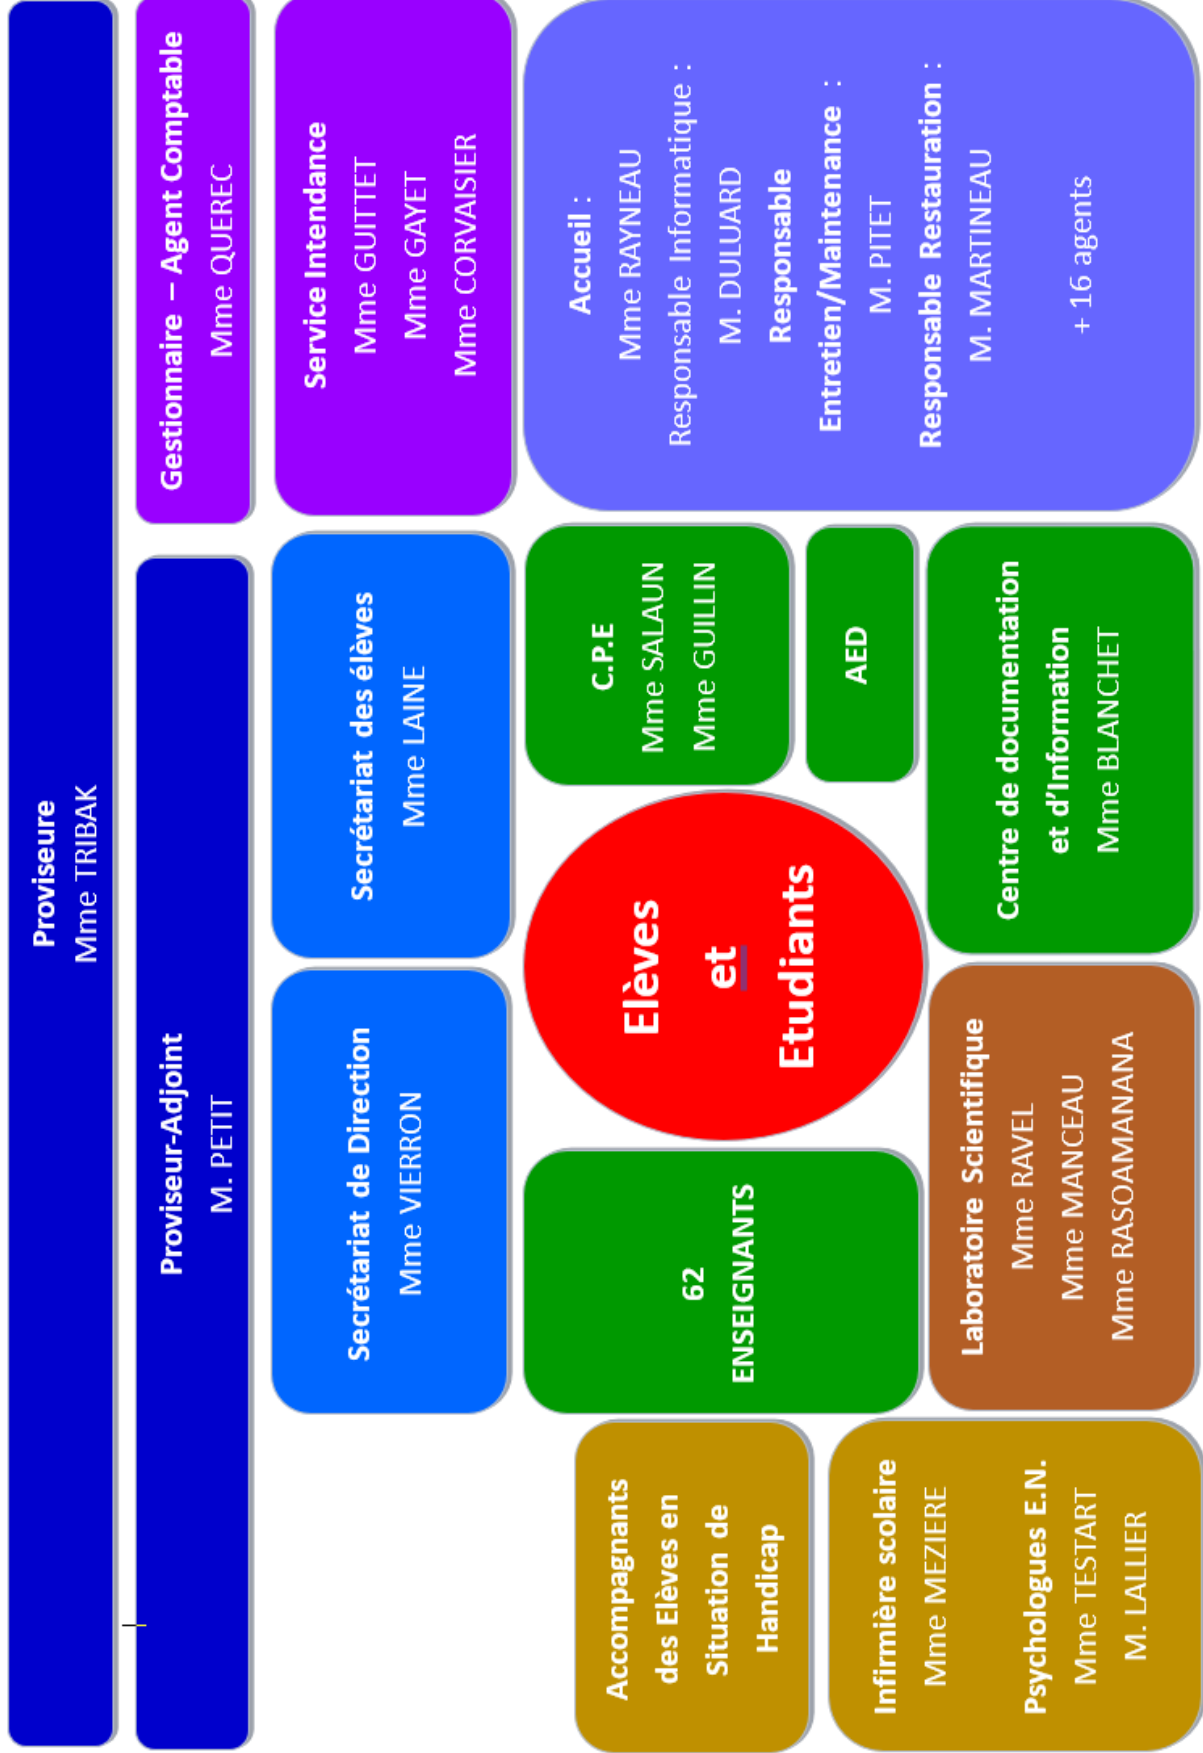 Proviseure
Mme TRIBAK
Proviseur-Adjoint
M. PETIT
Gestionnaire – Agent Comptable
Mme QUEREC
Secrétariat de Direction
Mme VIERRON
Secrétariat des élèves
Mme LAINE
Service Intendance
Mme GUITTET
Mme GAYET
Mme CORVAISIER
Accompagnants
des Elèves en
Situation de
Handicap
62
ENSEIGNANTS
Elèves
et
Etudiants
C.P.E
Mme SALAUN
Mme GUILLIN
AED
Accueil :
Mme RAYNEAU
Responsable Informatique :
M. DULUARD
Responsable
Entretien/Maintenance :
M. PITET
Responsable Restauration :
M. MARTINEAU
+ 16 agents
Infirmière scolaire
Mme MEZIERE
Psychologues E.N.
Mme TESTART
M. LALLIER
Laboratoire Scientifique
Mme RAVEL
Mme MANCEAU
Mme RASOAMANANA
Centre de documentation
et d’Information
Mme BLANCHET